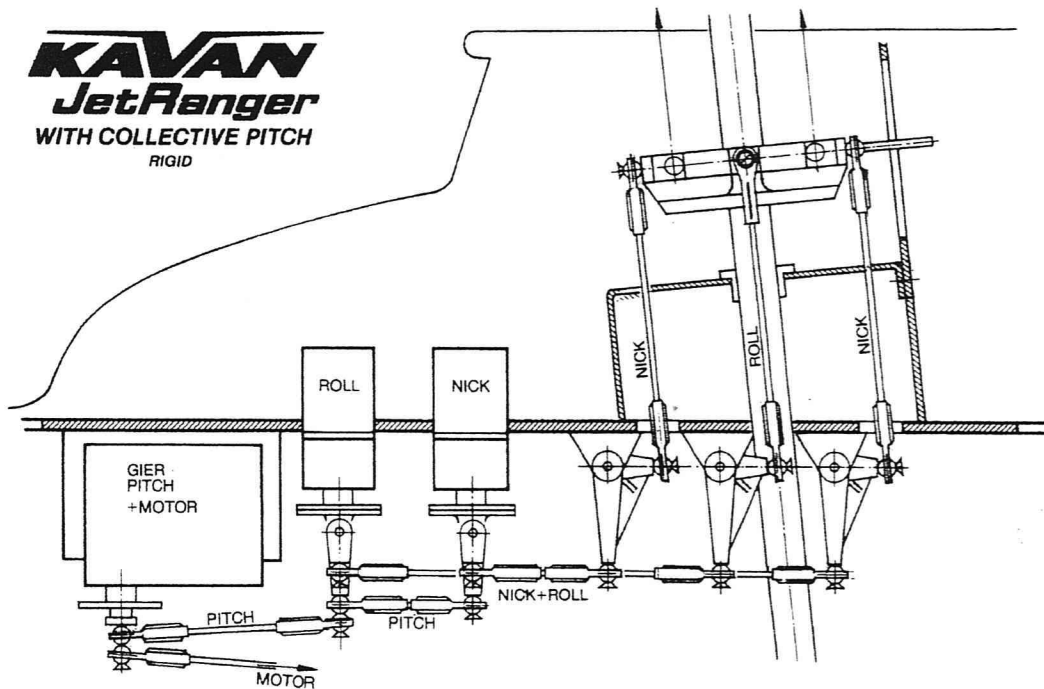 KAVAN
JetRanger
WITH COLLECTIVE PITCH
RIGID
NICK
ROLL
NICK
ROLL
NICK
GIER
PITCH
+MOTOR
NICK+ROLL
PITCH
PITCH
MOTOR